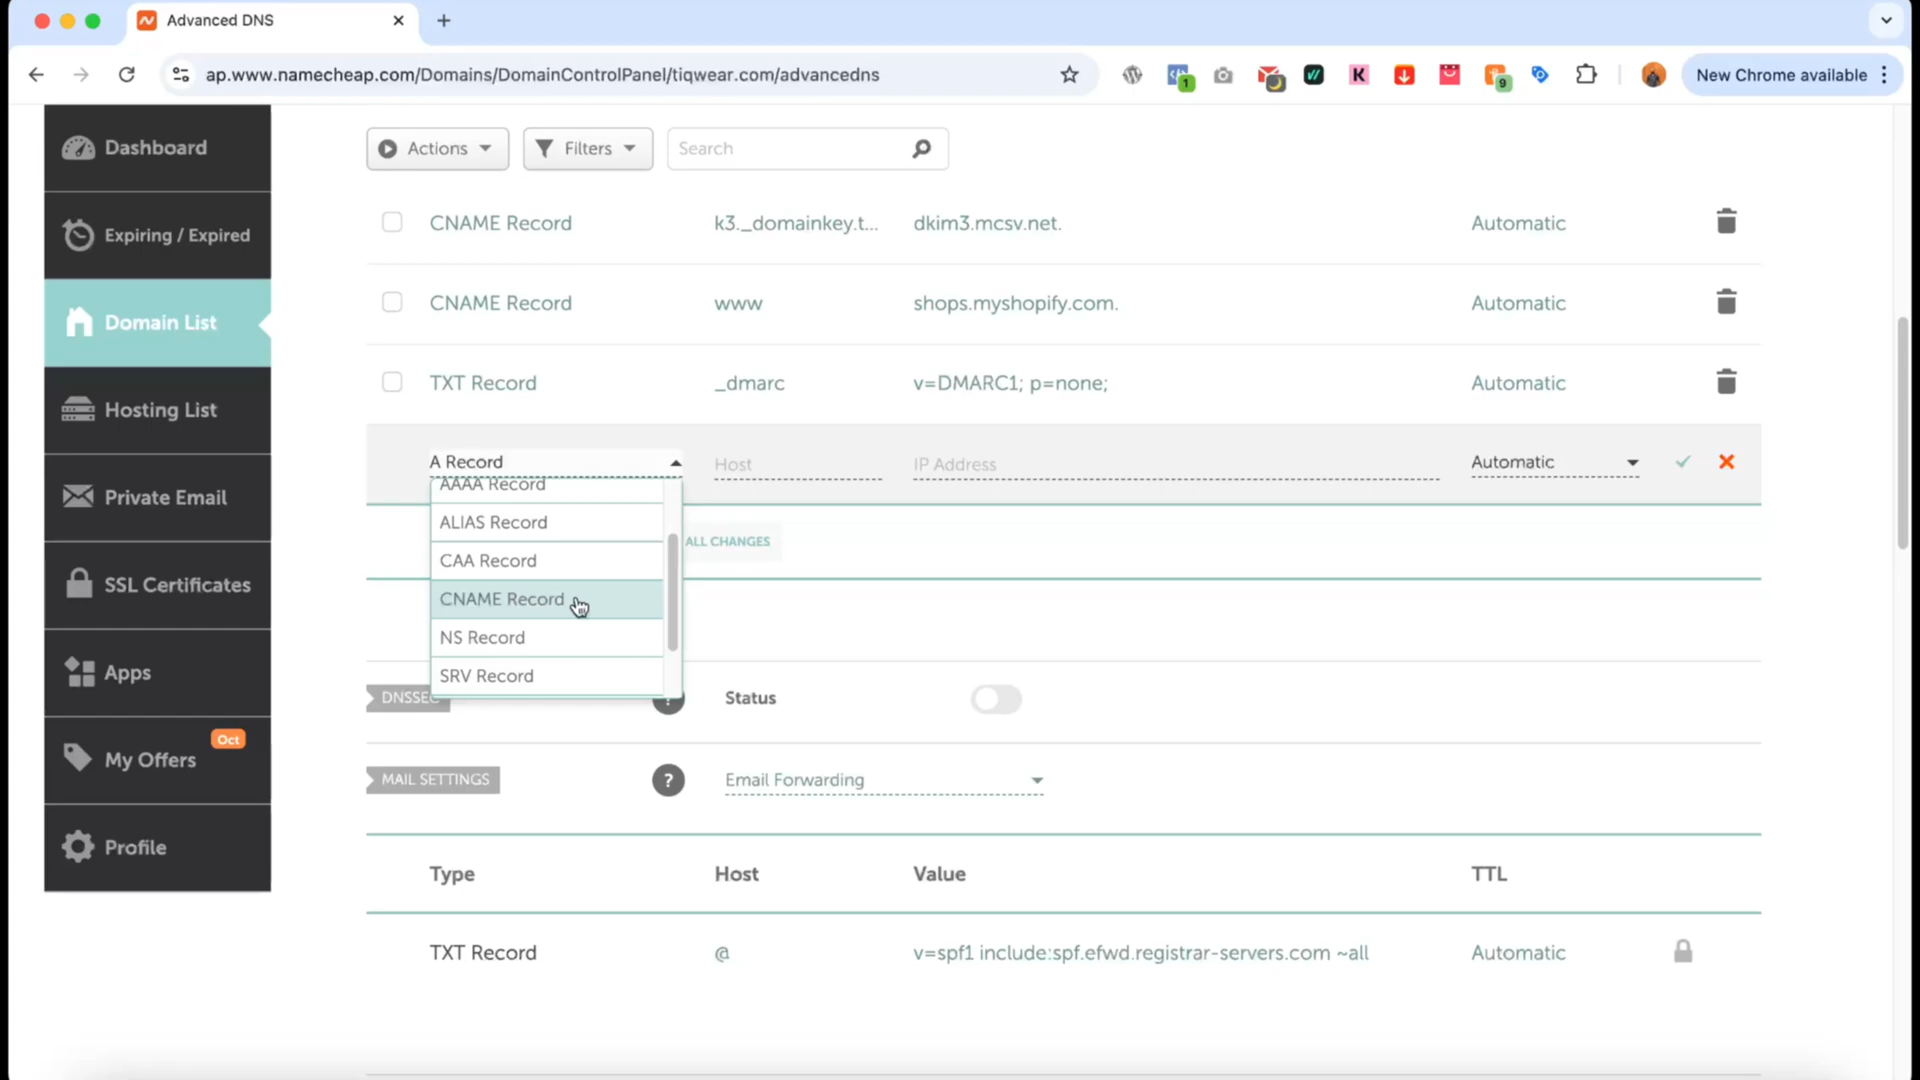 Advanced DNS
ap.www.namecheap.com/Domains/DomainControlPanel/tiqwear.com/advancedns
1
K
9
New Chrome available
Dashboard
Expiring / Expired
Domain List
Hosting List
Private Email
SSL Certificates
Apps
My Offers
Oct
Profile
Actions
Filters
Search
CNAME Record k3._domainkey.t... dkim3.mcsv.net. Automatic
CNAME Record www shops.myshopify.com. Automatic
TXT Record _dmarc v=DMARC1; p=none; Automatic
A Record Host IP Address Automatic
AAAA Record
ALIAS Record
CAA Record
CNAME Record
NS Record
SRV Record
ALL CHANGES
DNSSEC ? Status
MAIL SETTINGS ? Email Forwarding
Type Host Value TTL
TXT Record @ v=spf1 include:spf.efwd.registrar-servers.com ~all Automatic